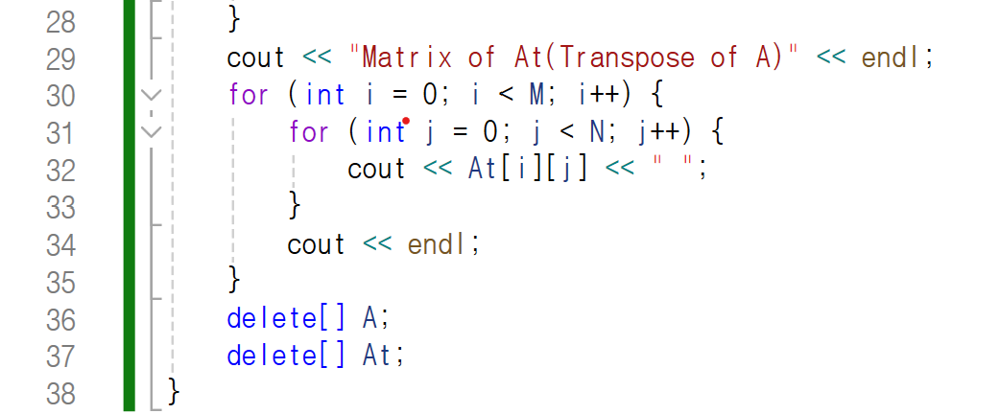 28 }
29 cout << "Matrix of At(Transpose of A)" << endl;
30 for (int i = 0; i < M; i++) {
31 for (int j = 0; j < N; j++) {
32 cout << At[i][j] << " ";
33 }
34 cout << endl;
35 }
36 delete[] A;
37 delete[] At;
38 }